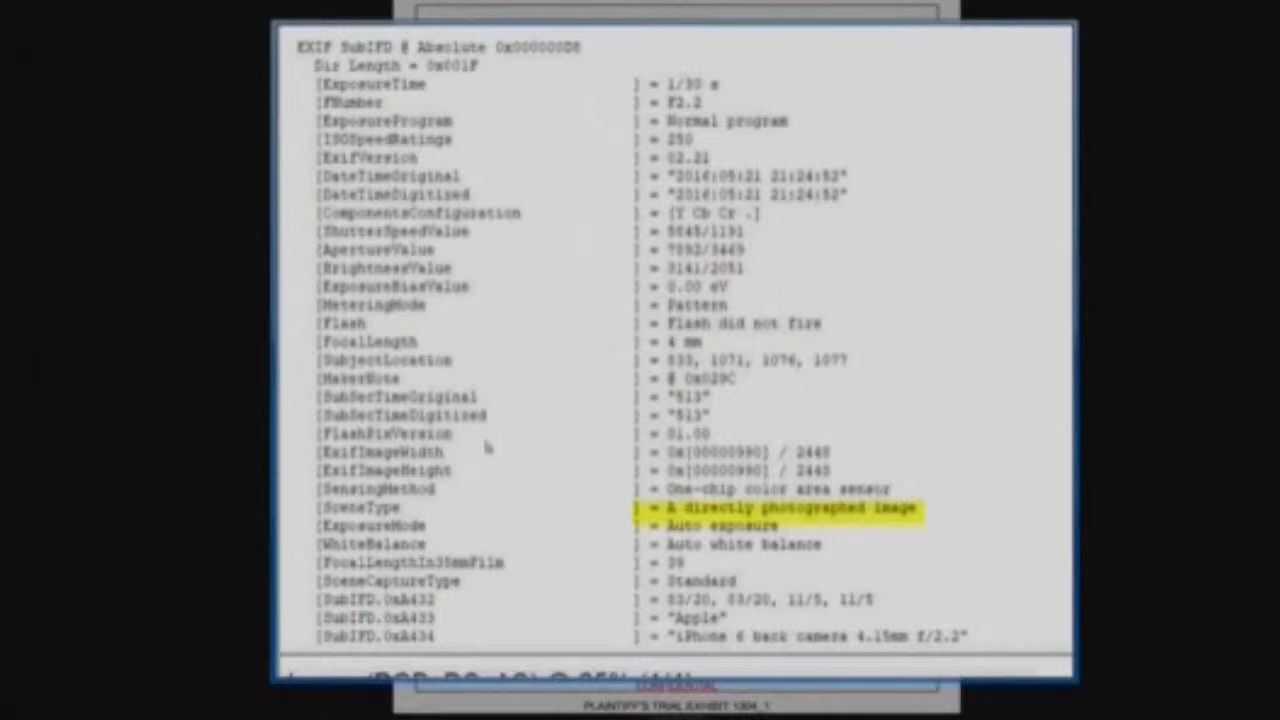 EXIF SubIFD @ Absolute 0x000000D8
Dir Length = 0x001F
[ExposureTime ] = 1/30 s
[FNumber ] = F2.2
[ExposureProgram ] = Normal program
[ISOSpeedRatings ] = 250
[ExifVersion ] = 02.21
[DateTimeOriginal ] = "2016:05:21 21:24:52"
[DateTimeDigitized ] = "2016:05:21 21:24:52"
[ComponentsConfiguration ] = [Y Cb Cr .]
[ShutterSpeedValue ] = 5845/1191
[ApertureValue ] = 7892/3469
[BrightnessValue ] = 3141/2051
[ExposureBiasValue ] = 0.00 eV
[MeteringMode ] = Pattern
[Flash ] = Flash did not fire
[FocalLength ] = 4 mm
[SubjectLocation ] = 1071, 1076, 1077
[MakerNote ] = @ 0x029C
[SubSecTimeOriginal ] = "513"
[SubSecTimeDigitized ] = "513"
[FlashPixVersion ] = 01.00
[ExifImageWidth ] = 0x[00000990] / 2448
[ExifImageHeight ] = 0x[00000990] / 2448
[SensingMethod ] = One-chip color area sensor
[SceneType ] = A directly photographed image
[ExposureMode ] = Auto exposure
[WhiteBalance ] = Auto white balance
[FocalLengthIn35mmFilm ] = 29
[SceneCaptureType ] = Standard
[SubIFD.0xA432 ] = 83/20, 83/20, 11/5, 11/5
[SubIFD.0xA433 ] = "Apple"
[SubIFD.0xA434 ] = "iPhone 6 back camera 4.15mm f/2.2"
CONFIDENTIAL
PLAINTIFF'S TRIAL EXHIBIT